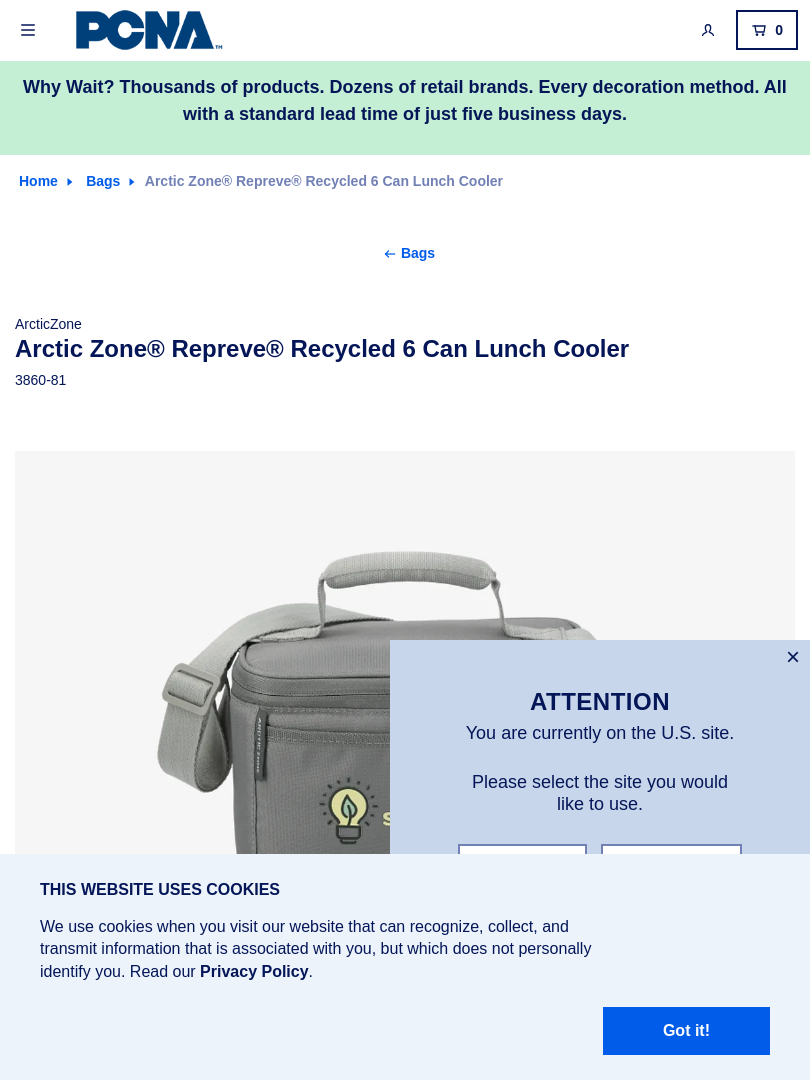 PCNA™
0
Why Wait? Thousands of products. Dozens of retail brands. Every decoration method. All
with a standard lead time of just five business days.
Home
Bags
Arctic Zone® Repreve® Recycled 6 Can Lunch Cooler
Bags
ArcticZone
Arctic Zone® Repreve® Recycled 6 Can Lunch Cooler
3860-81
ARCTIC ZONE
ATTENTION
You are currently on the U.S. site.
Please select the site you would
like to use.
THIS WEBSITE USES COOKIES
We use cookies when you visit our website that can recognize, collect, and
transmit information that is associated with you, but which does not personally
identify you. Read our Privacy Policy.
Got it!